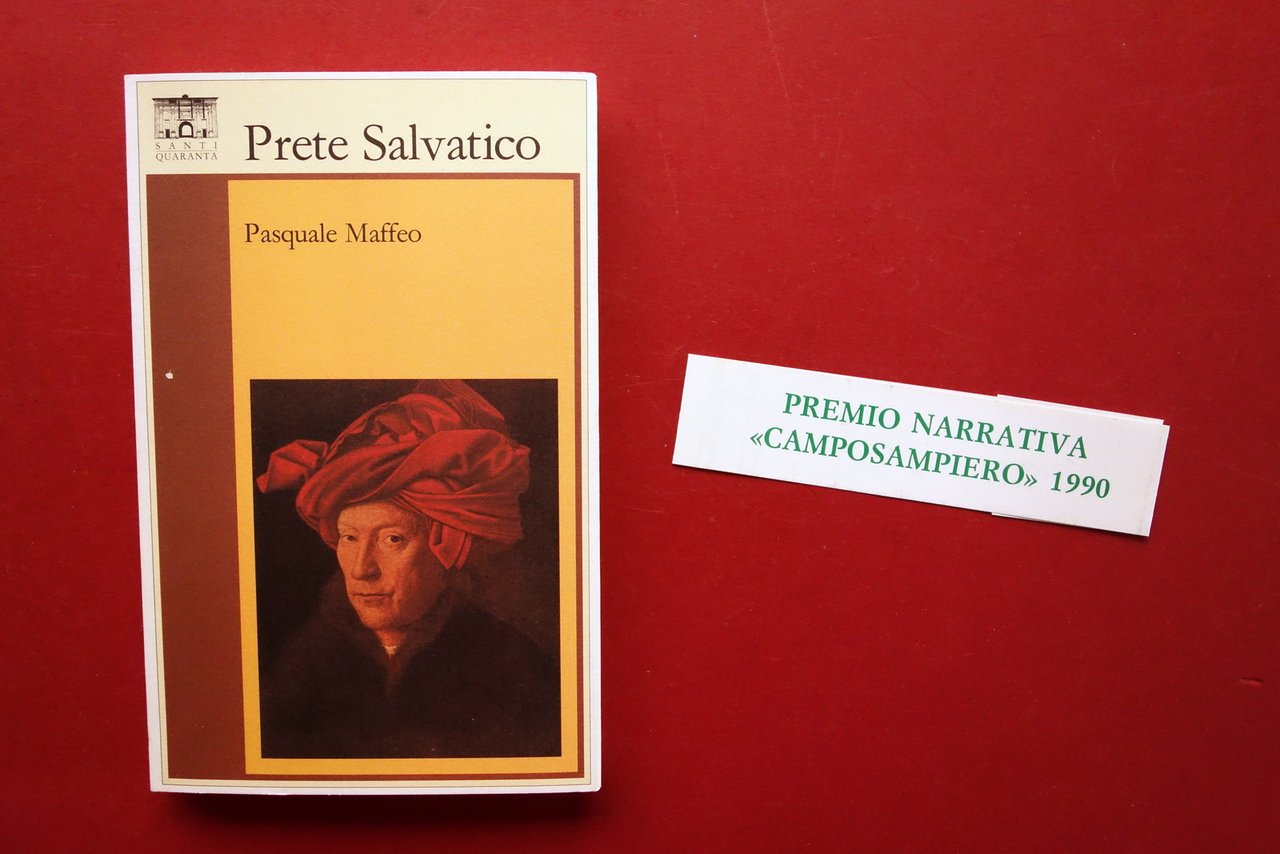 SANTI
QUARANTA
Prete Salvatico
Pasquale Maffeo
PREMIO NARRATIVA
«CAMPOSAMPIERO» 1990